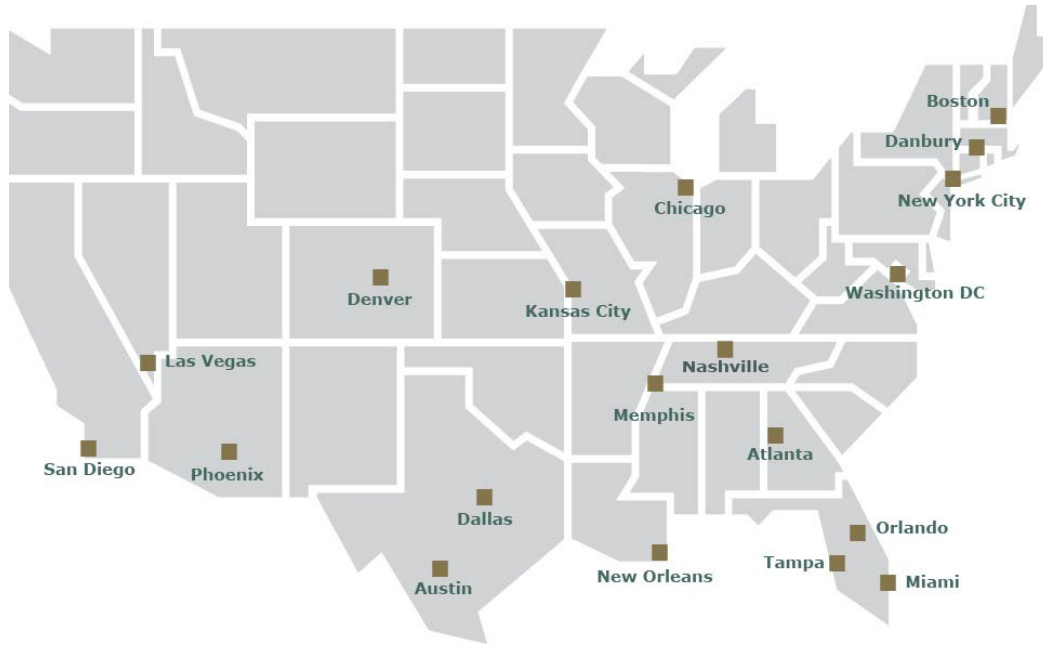 Boston
Danbury
New York City
Chicago
Washington DC
Denver
Kansas City
Las Vegas
Nashville
Memphis
San Diego
Phoenix
Atlanta
Dallas
Orlando
New Orleans
Tampa
Miami
Austin